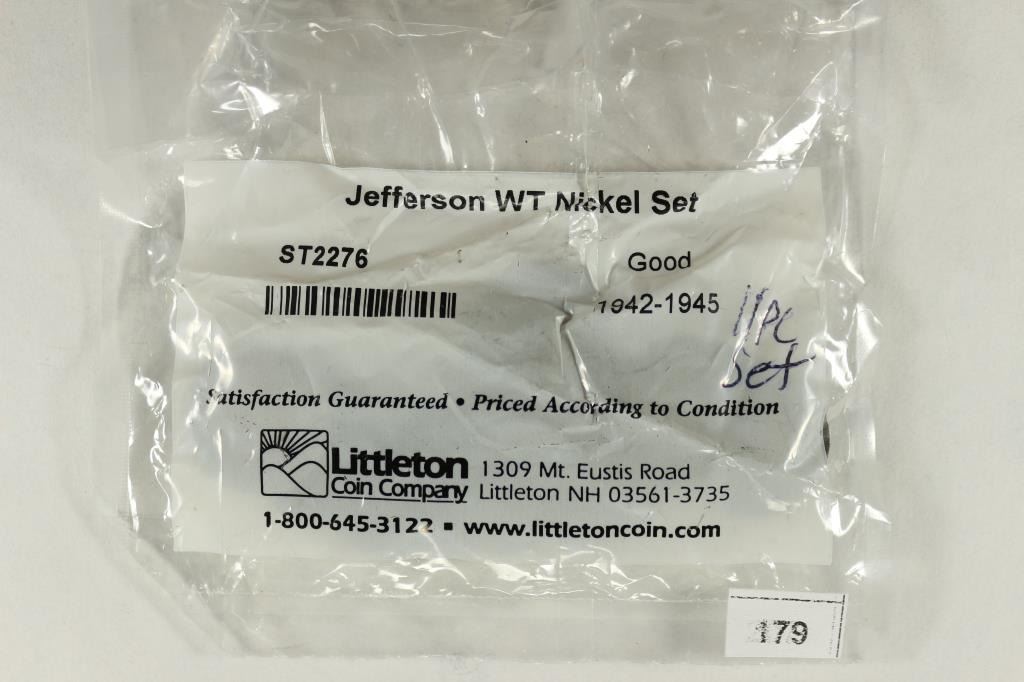 Jefferson WT Nickel Set
ST2276
Good
1942-1945
11PC
Set
Satisfaction Guaranteed • Priced According to Condition
Littleton
Coin Company
1309 Mt. Eustis Road
Littleton NH 03561-3735
1-800-645-3122 ▪ www.littletoncoin.com
179